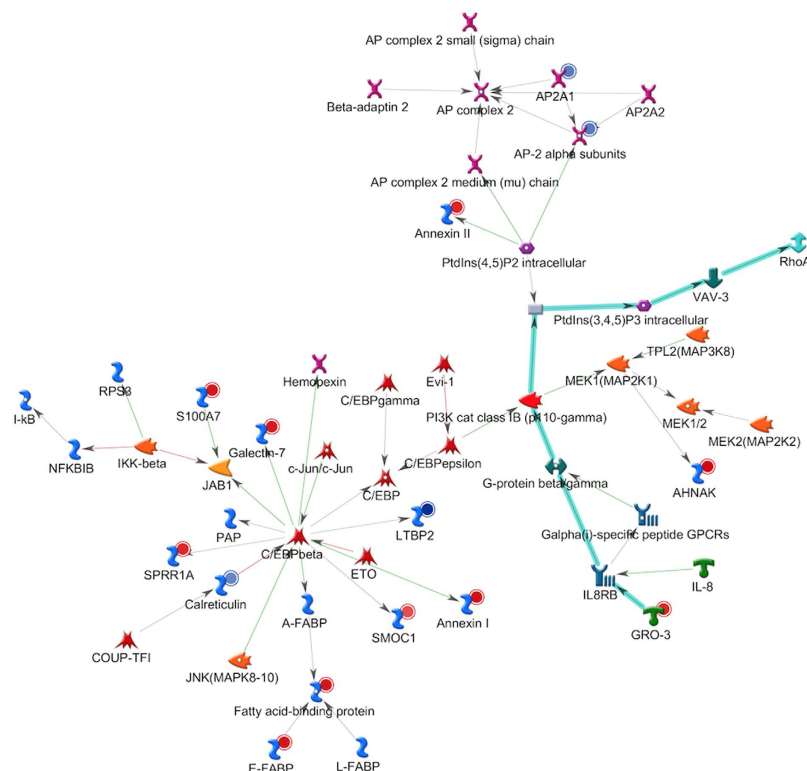 AP complex 2 small (sigma) chain
Beta-adaptin 2
AP complex 2
AP2A1
AP2A2
AP-2 alpha subunits
AP complex 2 medium (mu) chain
Annexin II
PtdIns(4,5)P2 intracellular
RhoA
VAV-3
PtdIns(3,4,5)P3 intracellular
TPL2(MAP3K8)
MEK1(MAP2K1)
MEK1/2
MEK2(MAP2K2)
AHNAK
RPS3
Hemopexin
C/EBPgamma
Evi-1
PI3K cat class IB (p110-gamma)
I-kB
S100A7
Galectin-7
c-Jun/c-Jun
C/EBPepsilon
NFKBIB
IKK-beta
JAB1
C/EBP
G-protein beta/gamma
PAP
LTBP2
Galpha(i)-specific peptide GPCRs
SPRR1A
C/EBPbeta
ETO
Calreticulin
A-FABP
SMOC1
Annexin I
IL8RB
IL-8
GRO-3
COUP-TFI
JNK(MAPK8-10)
Fatty acid-binding protein
E-FABP
L-FABP